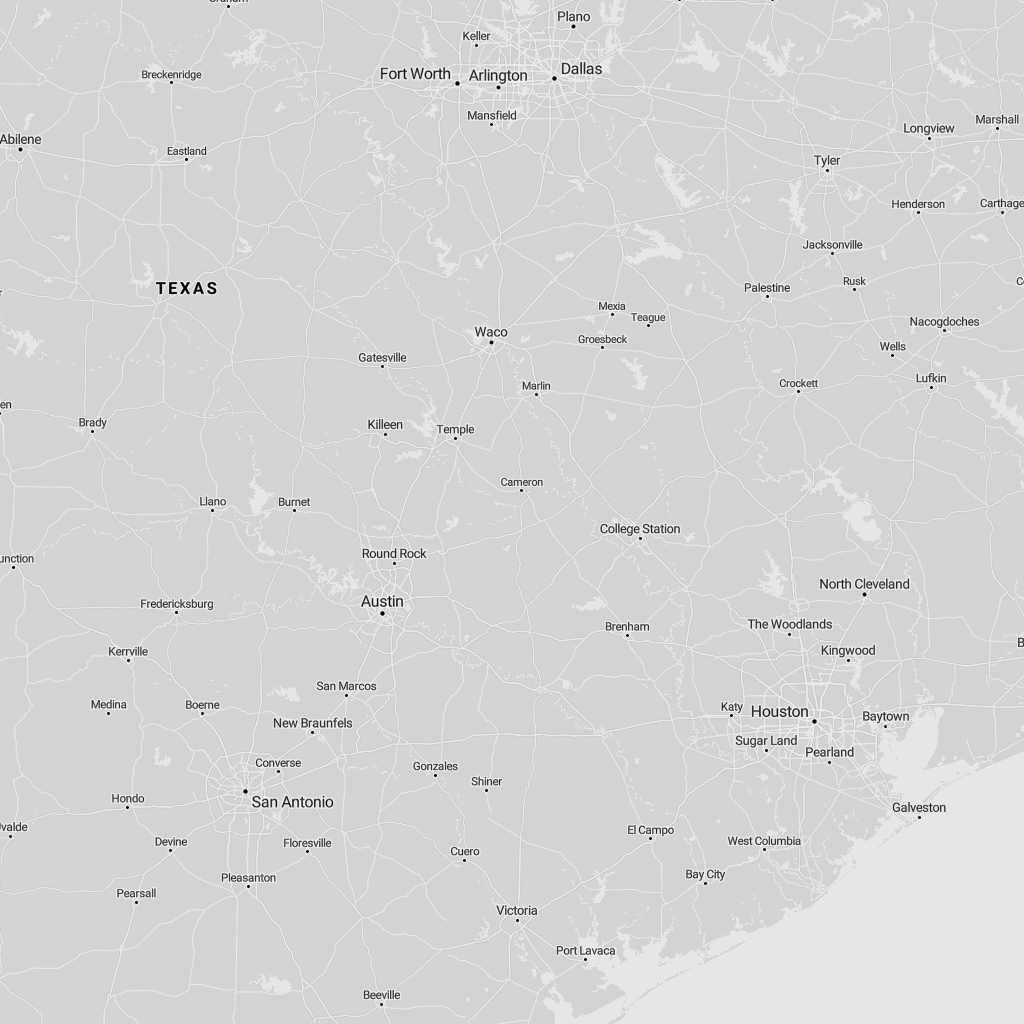 Plano
Keller
Fort Worth
Arlington
Dallas
Breckenridge
Mansfield
Marshall
Longview
Abilene
Eastland
Tyler
Henderson
Carthage
Jacksonville
TEXAS
Palestine
Rusk
Mexia
Teague
Nacogdoches
Waco
Groesbeck
Wells
Gatesville
Lufkin
Crockett
Marlin
Brady
Killeen
Temple
Cameron
Llano
Burnet
College Station
Round Rock
unction
North Cleveland
Fredericksburg
Austin
The Woodlands
Brenham
Kerrville
Kingwood
San Marcos
Medina
Boerne
Katy
Houston
Baytown
New Braunfels
Sugar Land
Pearland
Converse
Gonzales
Shiner
Hondo
San Antonio
Galveston
valde
El Campo
Devine
Floresville
West Columbia
Cuero
Bay City
Pleasanton
Pearsall
Victoria
Port Lavaca
Beeville